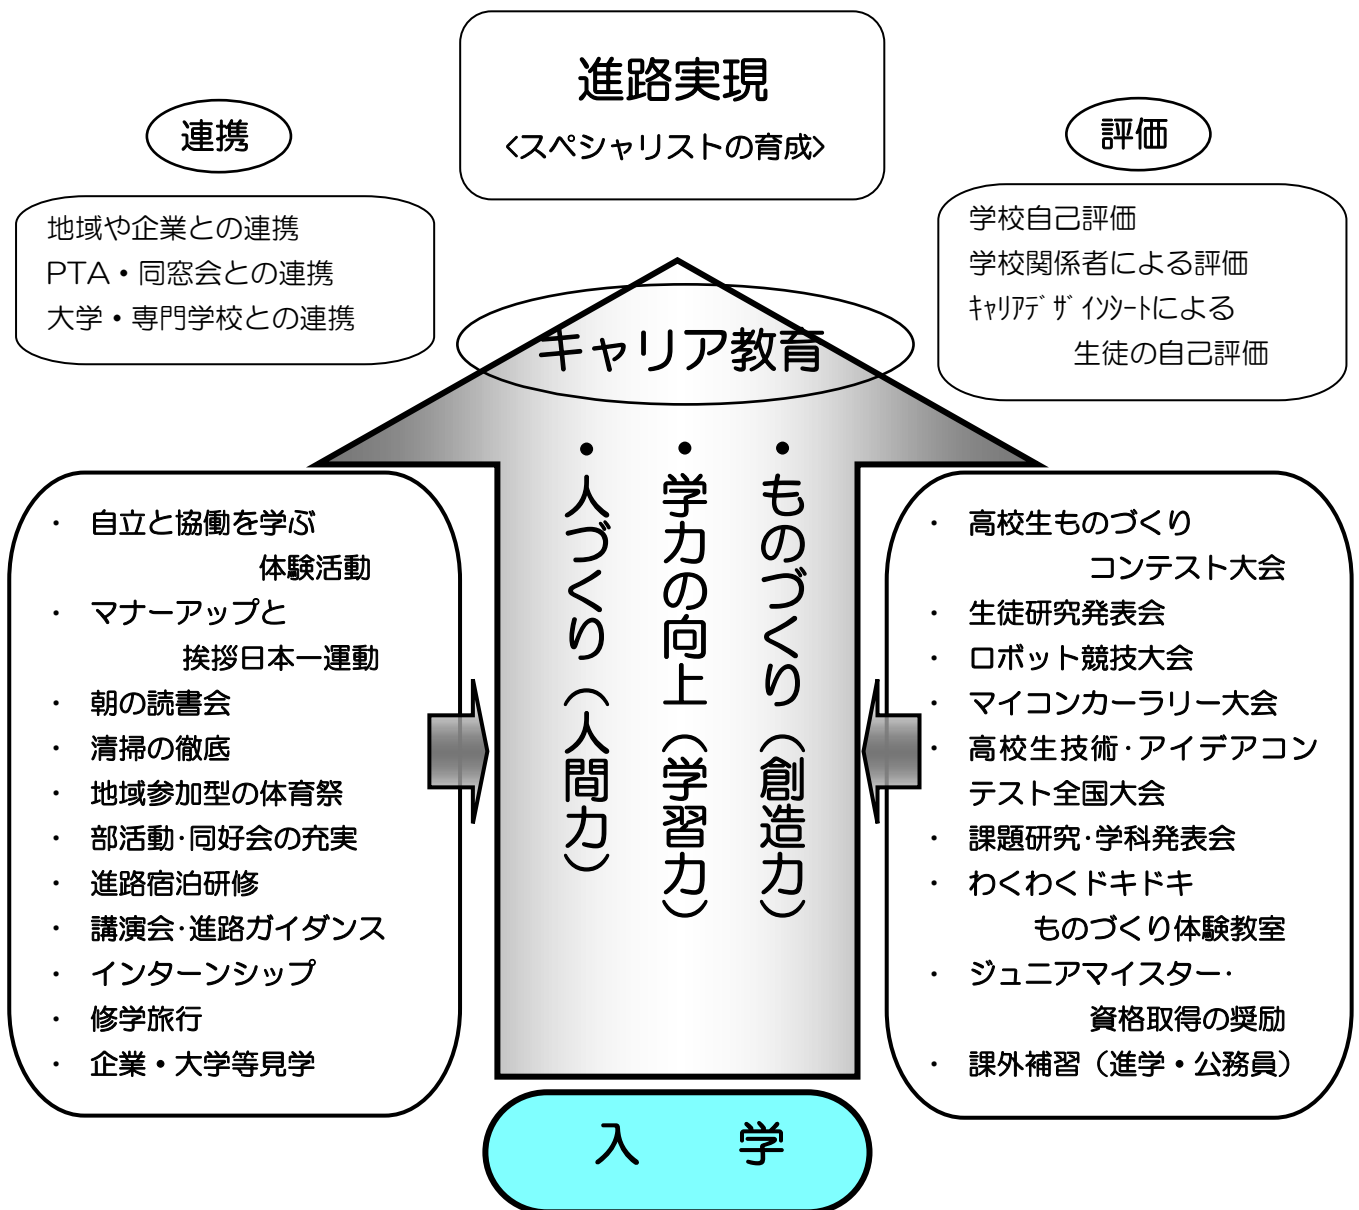 進路実現
<スペシャリストの育成>
連携
地域や企業との連携
PTA・同窓会との連携
大学・専門学校との連携
評価
学校自己評価
学校関係者による評価
ｷｬﾘｱﾃﾞｻﾞｲﾝｼｰﾄによる
生徒の自己評価
キャリア教育
・ものづくり（創造力）
・学力の向上（学習力）
・人づくり（人間力）
・ 自立と協働を学ぶ
体験活動
・ マナーアップと
挨拶日本一運動
・ 朝の読書会
・ 清掃の徹底
・ 地域参加型の体育祭
・ 部活動･同好会の充実
・ 進路宿泊研修
・ 講演会･進路ガイダンス
・ インターンシップ
・ 修学旅行
・ 企業・大学等見学
・ 高校生ものづくり
コンテスト大会
・ 生徒研究発表会
・ ロボット競技大会
・ マイコンカーラリー大会
・ 高校生技術･アイデアコン
テスト全国大会
・ 課題研究･学科発表会
・ わくわくドキドキ
ものづくり体験教室
・ ジュニアマイスター･
資格取得の奨励
・ 課外補習（進学・公務員）
入　学